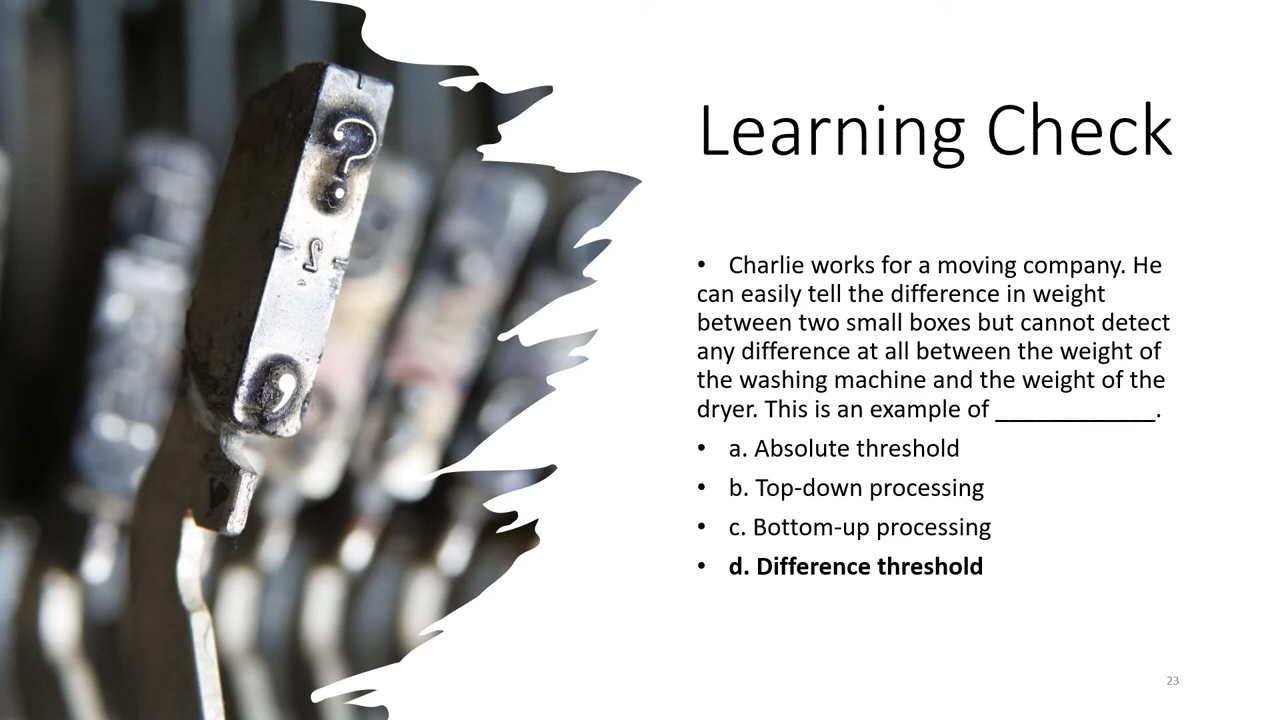 Learning Check
• Charlie works for a moving company. He
can easily tell the difference in weight
between two small boxes but cannot detect
any difference at all between the weight of
the washing machine and the weight of the
dryer. This is an example of ____________.
• a. Absolute threshold
• b. Top-down processing
• c. Bottom-up processing
• d. Difference threshold
?
2
,
23